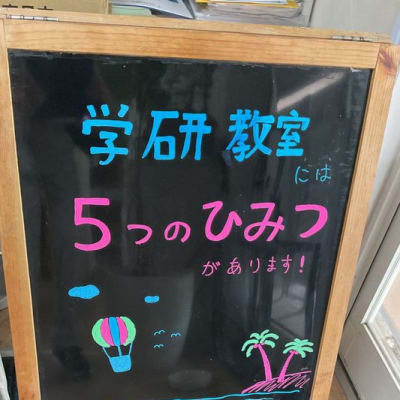 学研教室
には
5つのひみつ
があります!